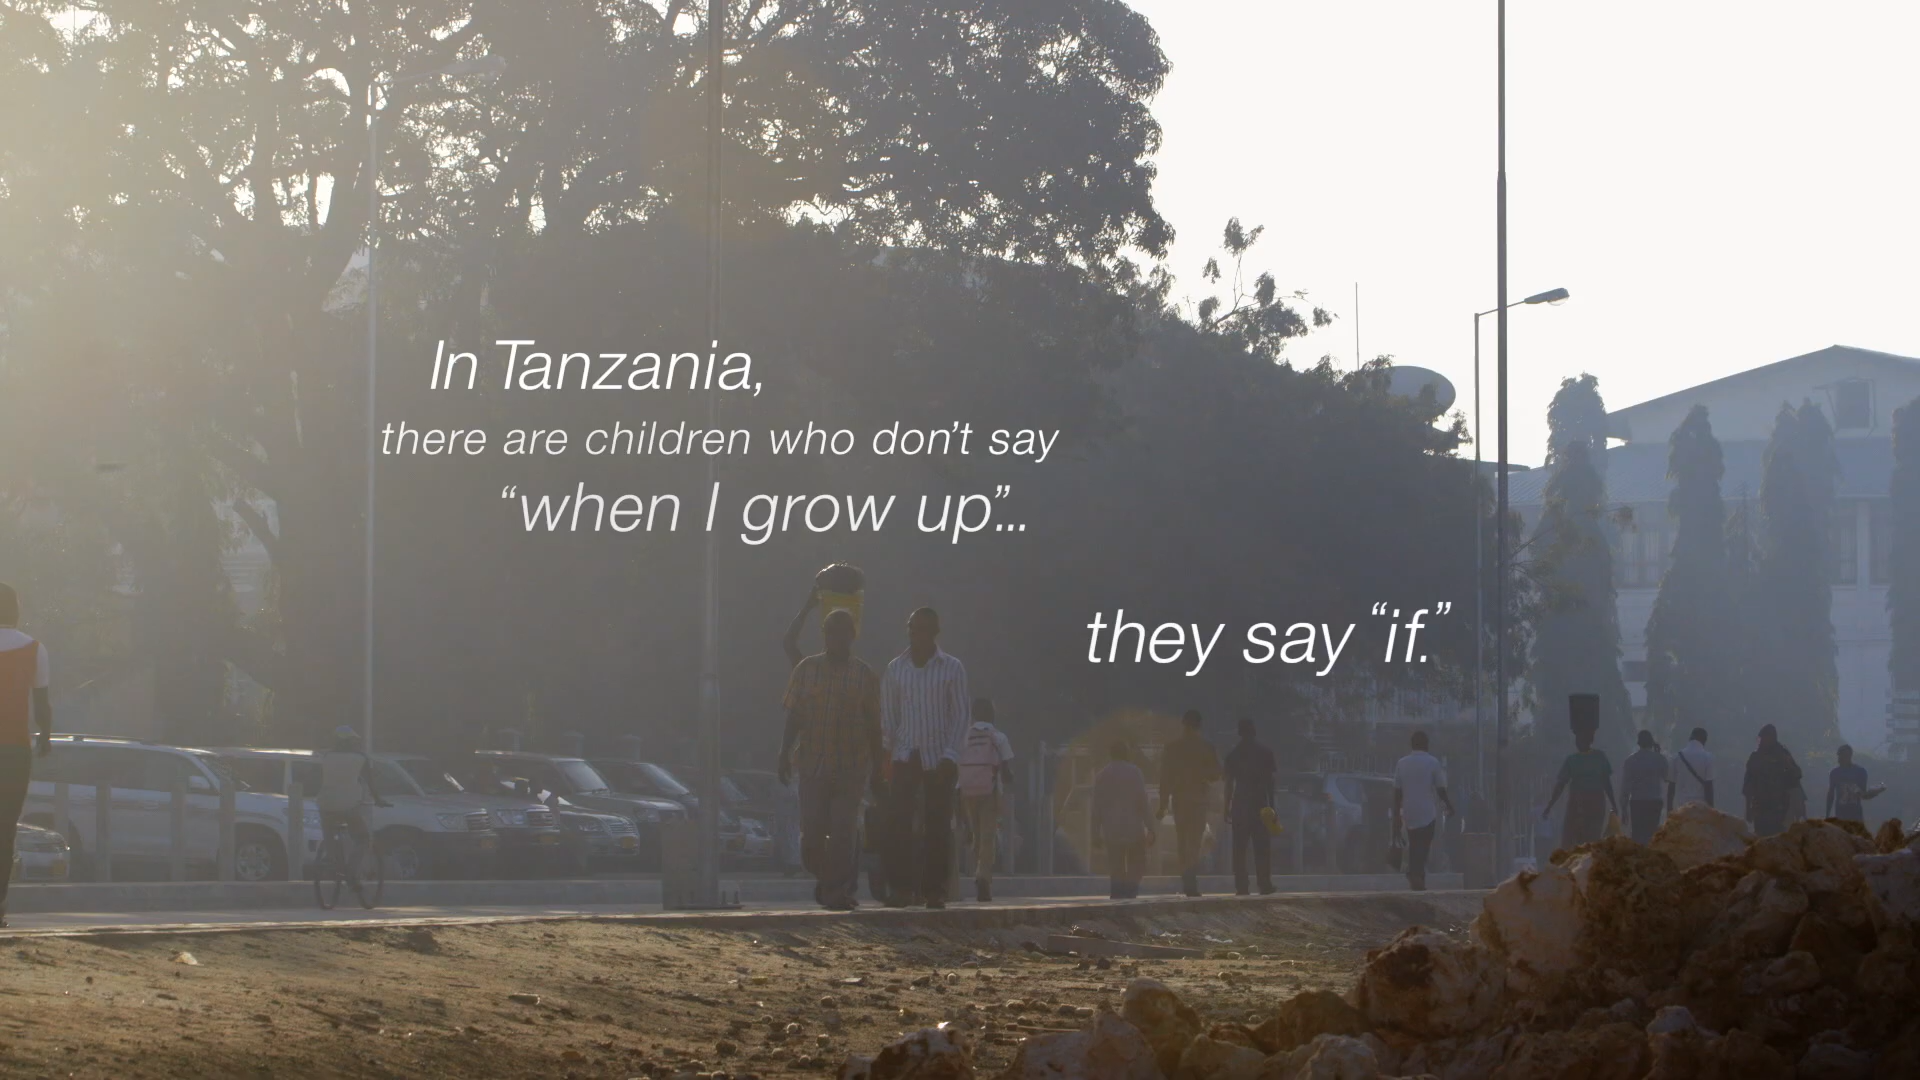 In Tanzania,
there are children who don't say
“when I grow up”...
they say “if.”